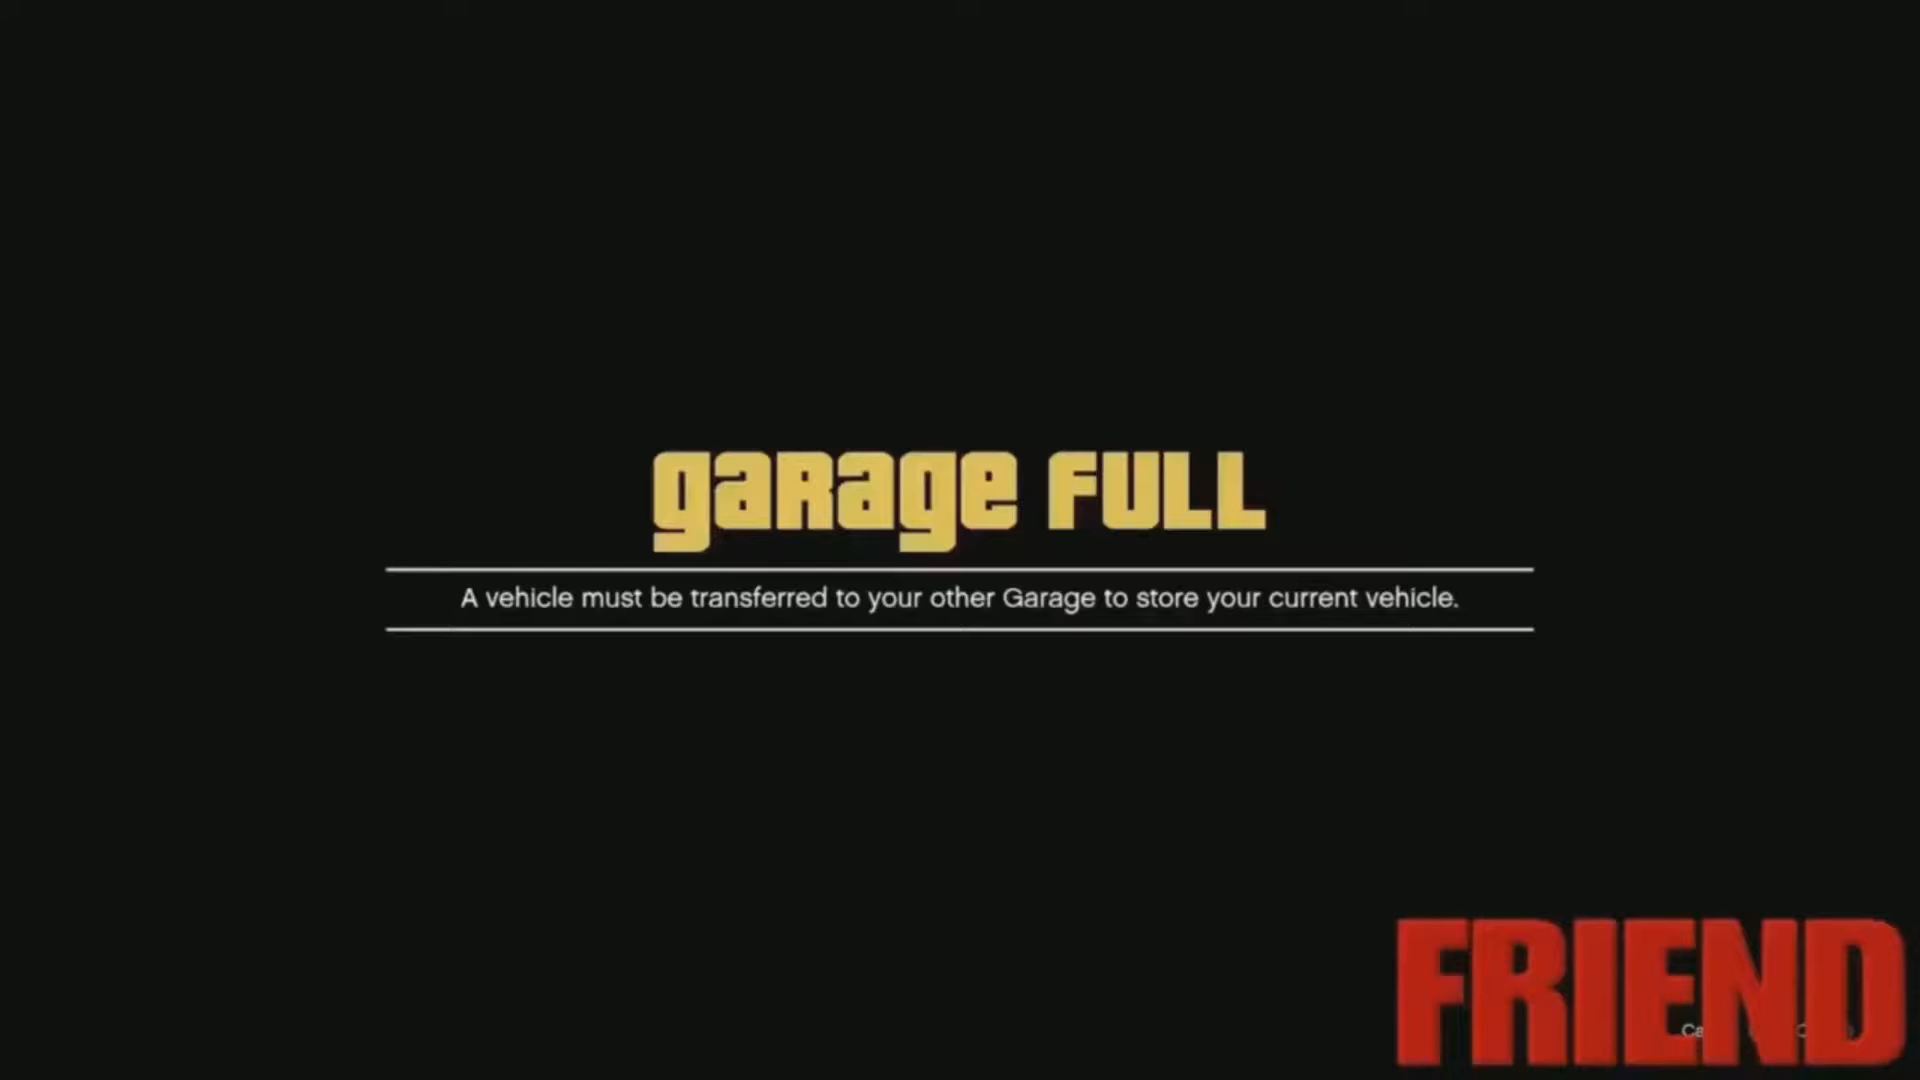 garage FULL
A vehicle must be transferred to your other Garage to store your current vehicle.
FRIEND